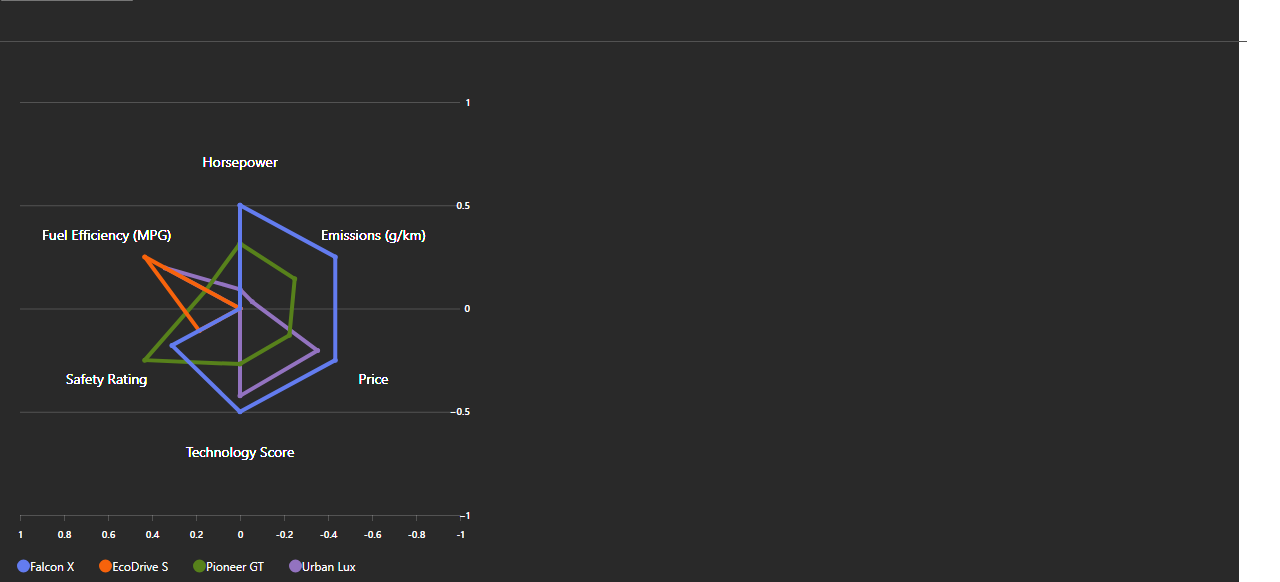 1
Horsepower
0.5
Fuel Efficiency (MPG)
Emissions (g/km)
0
Safety Rating
Price
-0.5
Technology Score
-1
1 0.8 0.6 0.4 0.2 0 -0.2 -0.4 -0.6 -0.8 -1
Falcon X EcoDrive S Pioneer GT Urban Lux